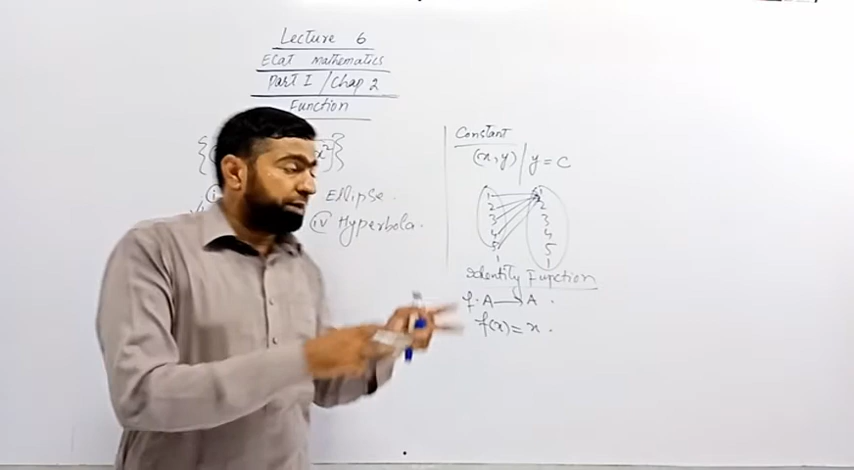 Lecture 6
ECat mathematics
Part I / Chap 2
Function
{ x²}
Ellipse.
(iv) Hyperbola.
Constant
(x, y) / y = c
1 1
2 2
3 3
4 4
5 5
Identity Function
f: A → A .
f(x) = x .